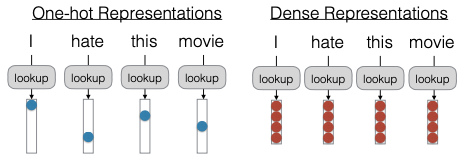 One-hot Representations
I hate this movie
lookup lookup lookup lookup
Dense Representations
I hate this movie
lookup lookup lookup lookup